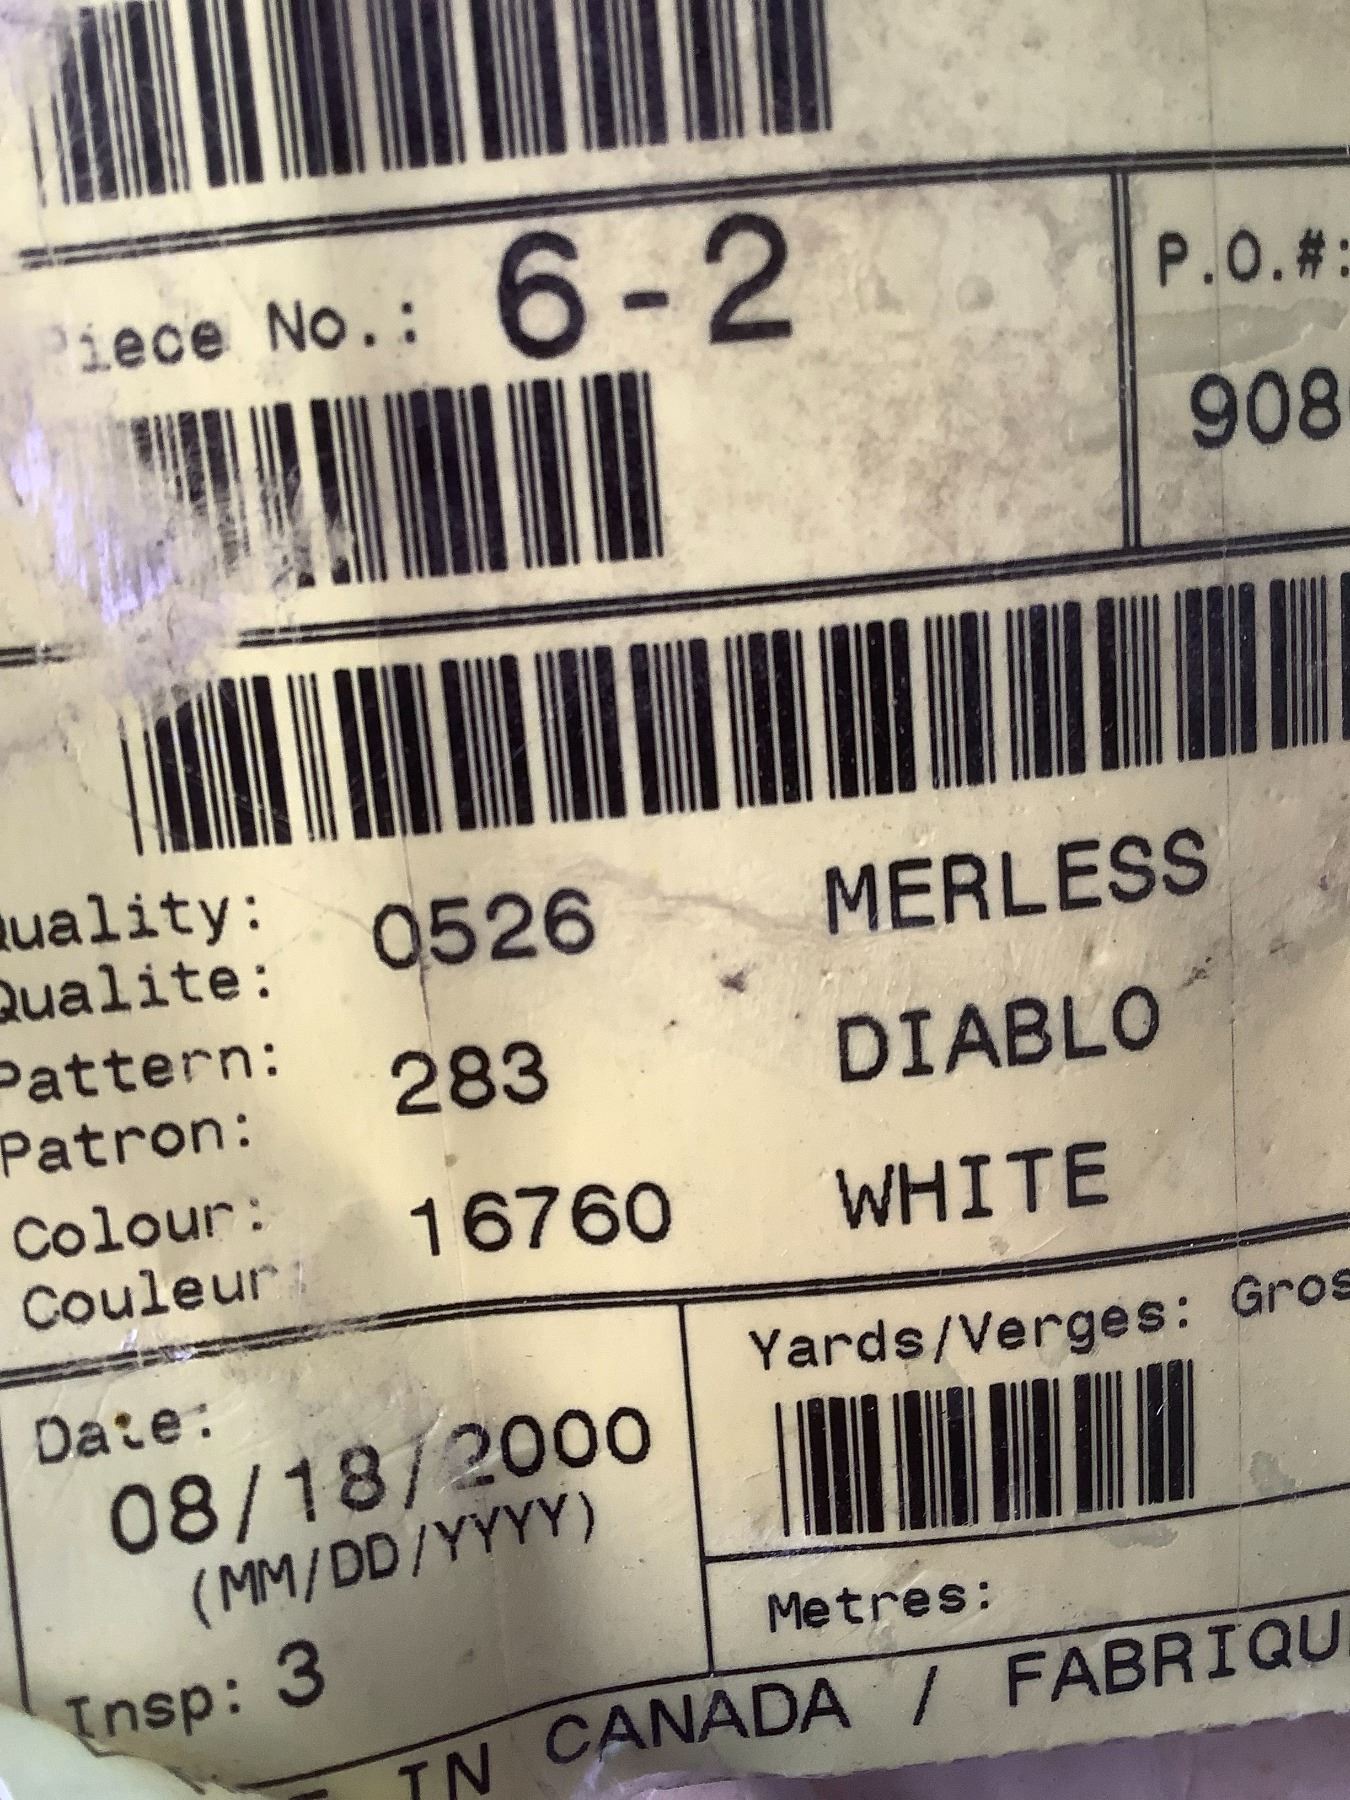 Piece No.: 6-2
P.O.#:
908
Quality: 0526 MERLESS
Qualite:
Pattern: 283 DIABLO
Patron:
Colour: 16760 WHITE
Couleur:
Yards/Verges: Gros
Date:
08/18/2000
(MM/DD/YYYY)
Metres:
Insp: 3
IN CANADA / FABRIQU